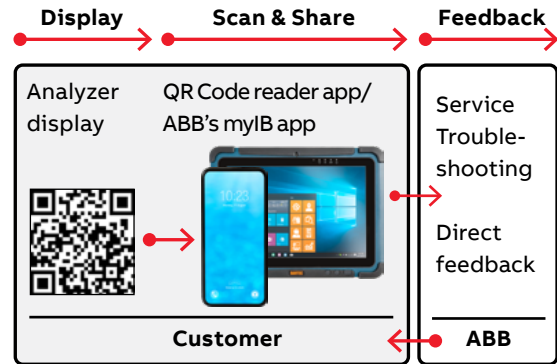 Display
Scan & Share
Feedback
Analyzer
display
QR Code reader app/
ABB's myIB app
10:23
Service
Trouble-
shooting
Direct
feedback
Customer
ABB